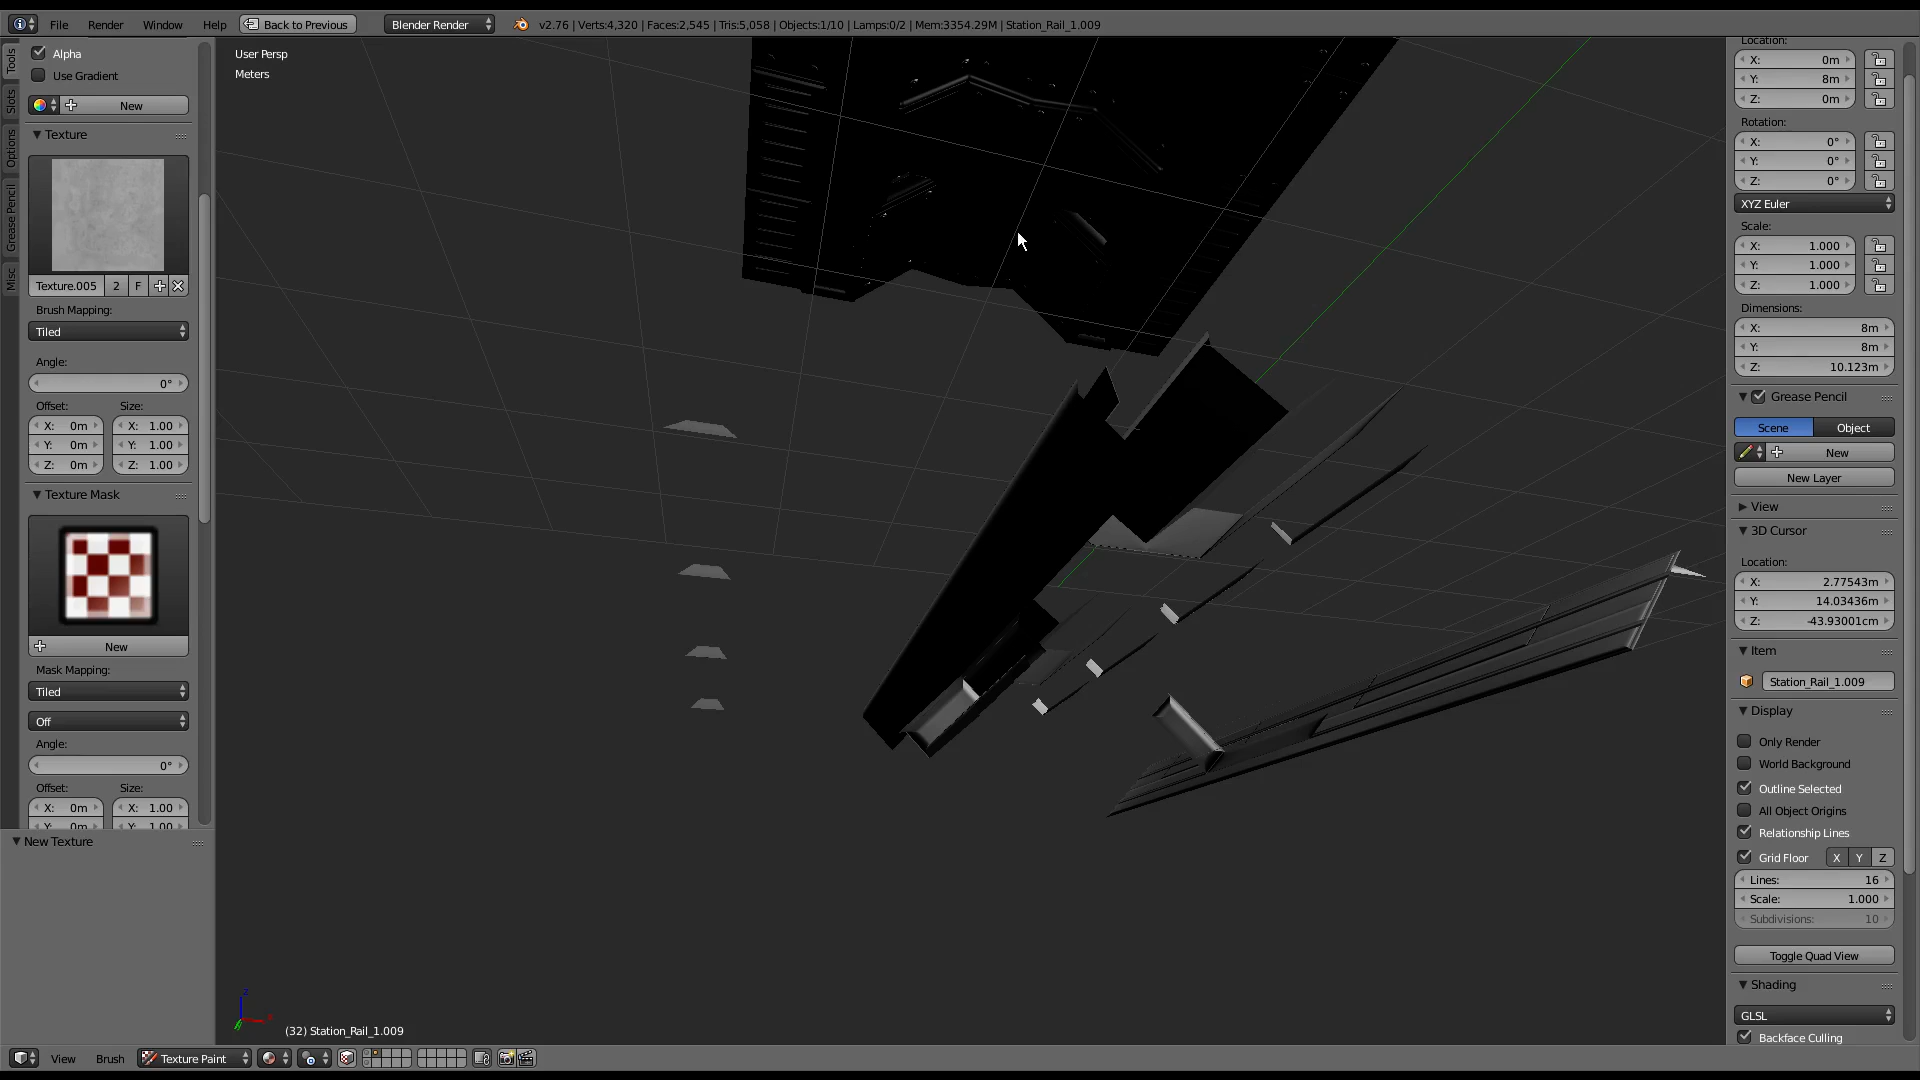 File Render Window Help Back to Previous Blender Render v2.76 | Verts:4,320 | Faces:2,545 | Tris:5,058 | Objects:1/10 | Lamps:0/2 | Mem:3354.29M | Station_Rail_1.009
Tools
Slots
Options
Grease Pencil
Misc
Alpha
Use Gradient
New
Texture
Texture.005 2 F
Brush Mapping:
Tiled
Angle:
0°
Offset: Size:
X: 0m X: 1.00
Y: 0m Y: 1.00
Z: 0m Z: 1.00
Texture Mask
New
Mask Mapping:
Tiled
Off
Angle:
0°
Offset: Size:
X: 0m X: 1.00
Y: 0m Y: 1.00
New Texture
User Persp
Meters
z
x
(32) Station_Rail_1.009
View Brush Texture Paint
Location:
X: 0m
Y: 8m
Z: 0m
Rotation:
X: 0°
Y: 0°
Z: 0°
XYZ Euler
Scale:
X: 1.000
Y: 1.000
Z: 1.000
Dimensions:
X: 8m
Y: 8m
Z: 10.123m
Grease Pencil
Scene Object
New
New Layer
View
3D Cursor
Location:
X: 2.77543m
Y: 14.03436m
Z: -43.93001cm
Item
Station_Rail_1.009
Display
Only Render
World Background
Outline Selected
All Object Origins
Relationship Lines
Grid Floor X Y Z
Lines: 16
Scale: 1.000
Subdivisions: 10
Toggle Quad View
Shading
GLSL
Backface Culling